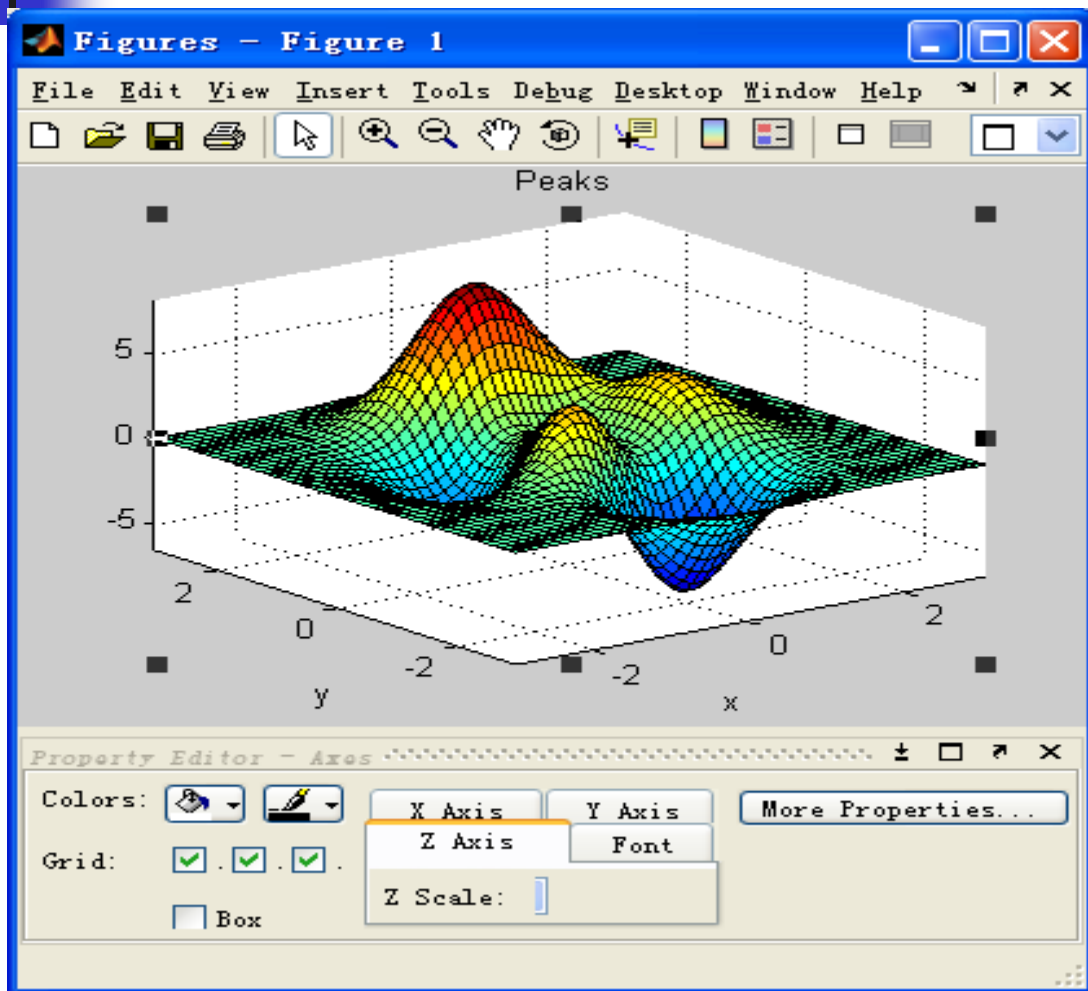 Figures - Figure 1
File Edit View Insert Tools Debug Desktop Window Help
Peaks
5
0
-5
2
0
-2
-2
0
2
y
x
Property Editor - Axes
Colors:
X Axis
Y Axis
More Properties...
Z Axis
Font
Grid:
Z Scale:
Box